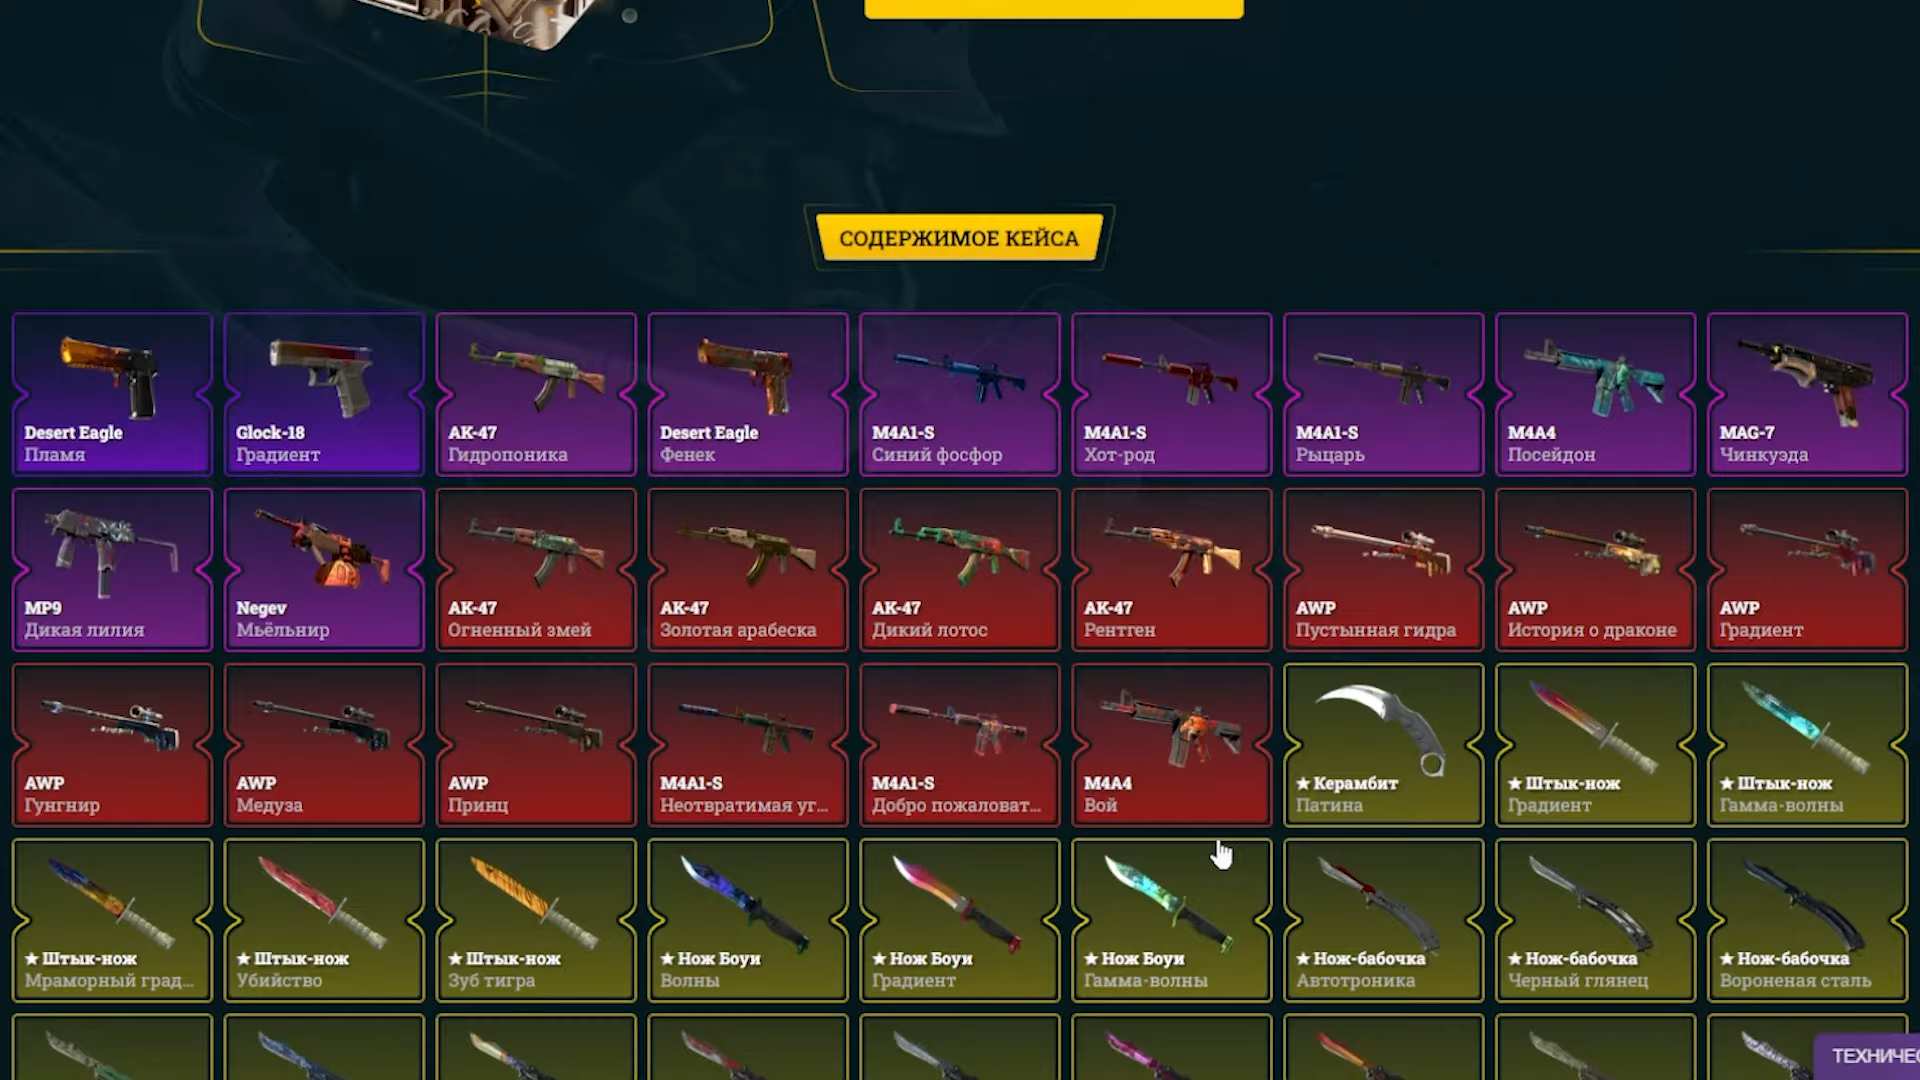 СОДЕРЖИМОЕ КЕЙСА
Desert Eagle
Пламя
Glock-18
Градиент
AK-47
Гидропоника
Desert Eagle
Фенек
M4A1-S
Синий фосфор
M4A1-S
Хот-род
M4A1-S
Рыцарь
M4A4
Посейдон
MAG-7
Чинкуэда
MP9
Дикая лилия
Negev
Мьёльнир
AK-47
Огненный змей
AK-47
Золотая арабеска
AK-47
Дикий лотос
AK-47
Рентген
AWP
Пустынная гидра
AWP
История о драконе
AWP
Градиент
AWP
Гунгнир
AWP
Медуза
AWP
Принц
M4A1-S
Неотвратимая уг...
M4A1-S
Добро пожаловат...
M4A4
Вой
★ Керамбит
Патина
★ Штык-нож
Градиент
★ Штык-нож
Гамма-волны
★ Штык-нож
Мраморный град...
★ Штык-нож
Убийство
★ Штык-нож
Зуб тигра
★ Нож Боуи
Волны
★ Нож Боуи
Градиент
★ Нож Боуи
Гамма-волны
★ Нож-бабочка
Автотроника
★ Нож-бабочка
Черный глянец
★ Нож-бабочка
Вороненая сталь
ТЕХНИЧЕС